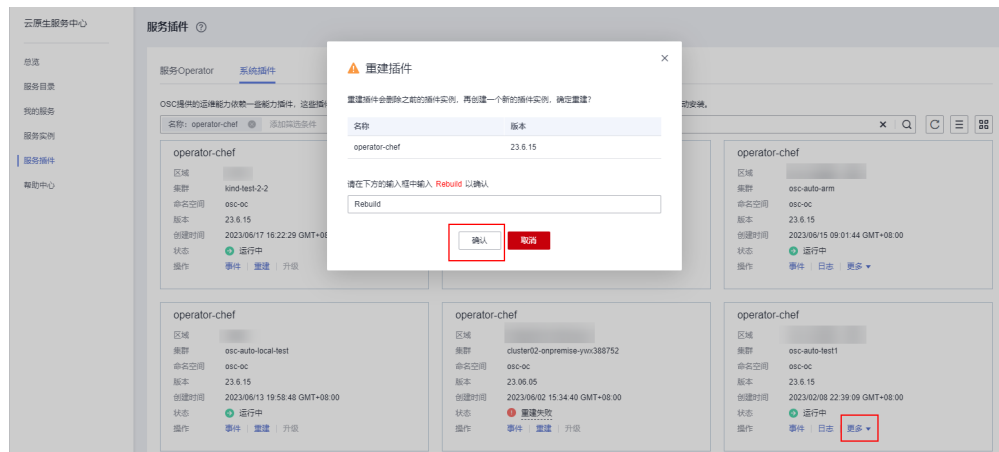 云原生服务中心
总览
服务目录
我的服务
服务实例
服务插件
帮助中心
服务插件 ?
服务Operator 系统插件
OSC提供的运维能力依赖一些能力插件，这些插
动安装。
名称：operator-chef 添加筛选条件
重建插件
重建插件会删除之前的插件实例，再创建一个新的插件实例，确定重建？
名称 版本
operator-chef 23.6.15
请在下方的输入框中输入 Rebuild 以确认
Rebuild
确认 取消
operator-chef
区域
集群 kind-test-2-2
命名空间 osc-oc
版本 23.6.15
创建时间 2023/06/17 16:22:29 GMT+08
状态 运行中
操作 事件 重建 升级
operator-chef
区域
集群 osc-auto-arm
命名空间 osc-oc
版本 23.6.15
创建时间 2023/06/15 09:01:44 GMT+08:00
状态 运行中
操作 事件 日志 更多
operator-chef
区域
集群 osc-auto-local-test
命名空间 osc-oc
版本 23.6.15
创建时间 2023/06/13 19:58:48 GMT+08:00
状态 运行中
操作 事件 重建 升级
operator-chef
区域
集群 cluster02-onpremise-ywx388752
命名空间 osc-oc
版本 23.06.05
创建时间 2023/06/02 15:34:40 GMT+08:00
状态 重建失败
操作 事件 重建 升级
operator-chef
区域
集群 osc-auto-test1
命名空间 osc-oc
版本 23.6.15
创建时间 2023/02/08 22:39:09 GMT+08:00
状态 运行中
操作 事件 日志 更多